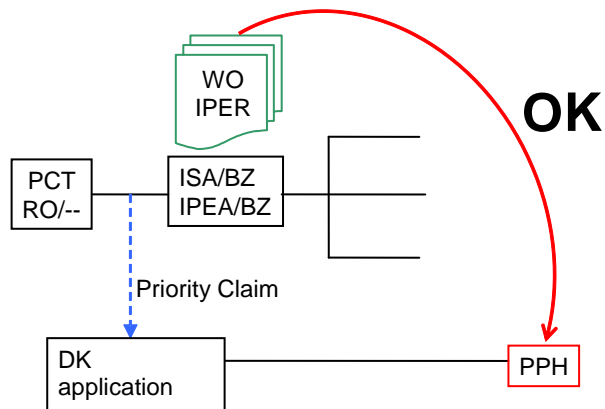 WO
IPER
OK
PCT
RO/--
ISA/BZ
IPEA/BZ
Priority Claim
DK
application
PPH